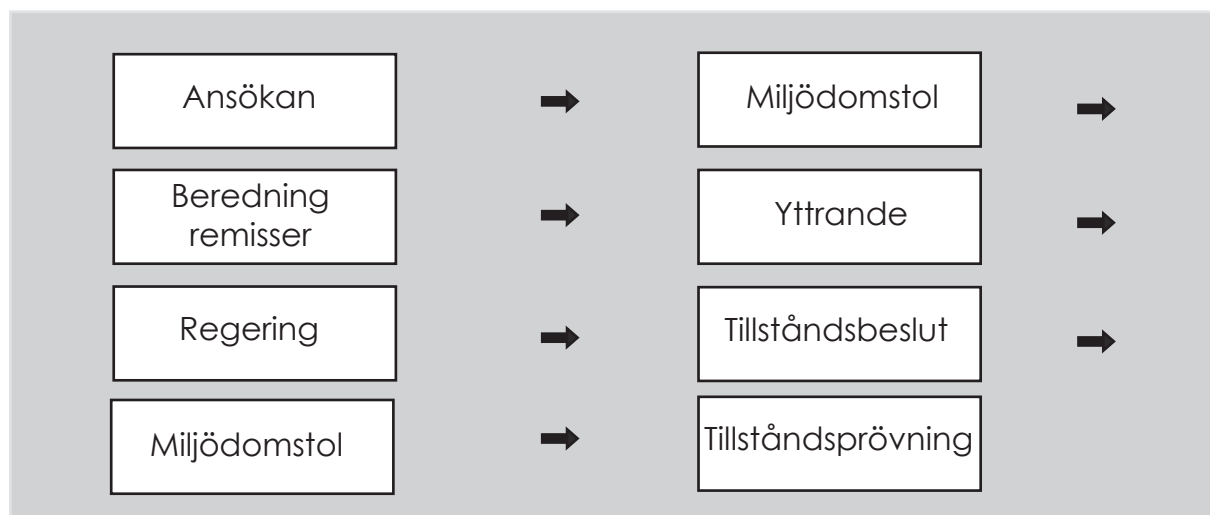 Ansökan
Miljödomstol
Beredning
remisser
Yttrande
Regering
Tillståndsbeslut
Miljödomstol
Tillståndsprövning